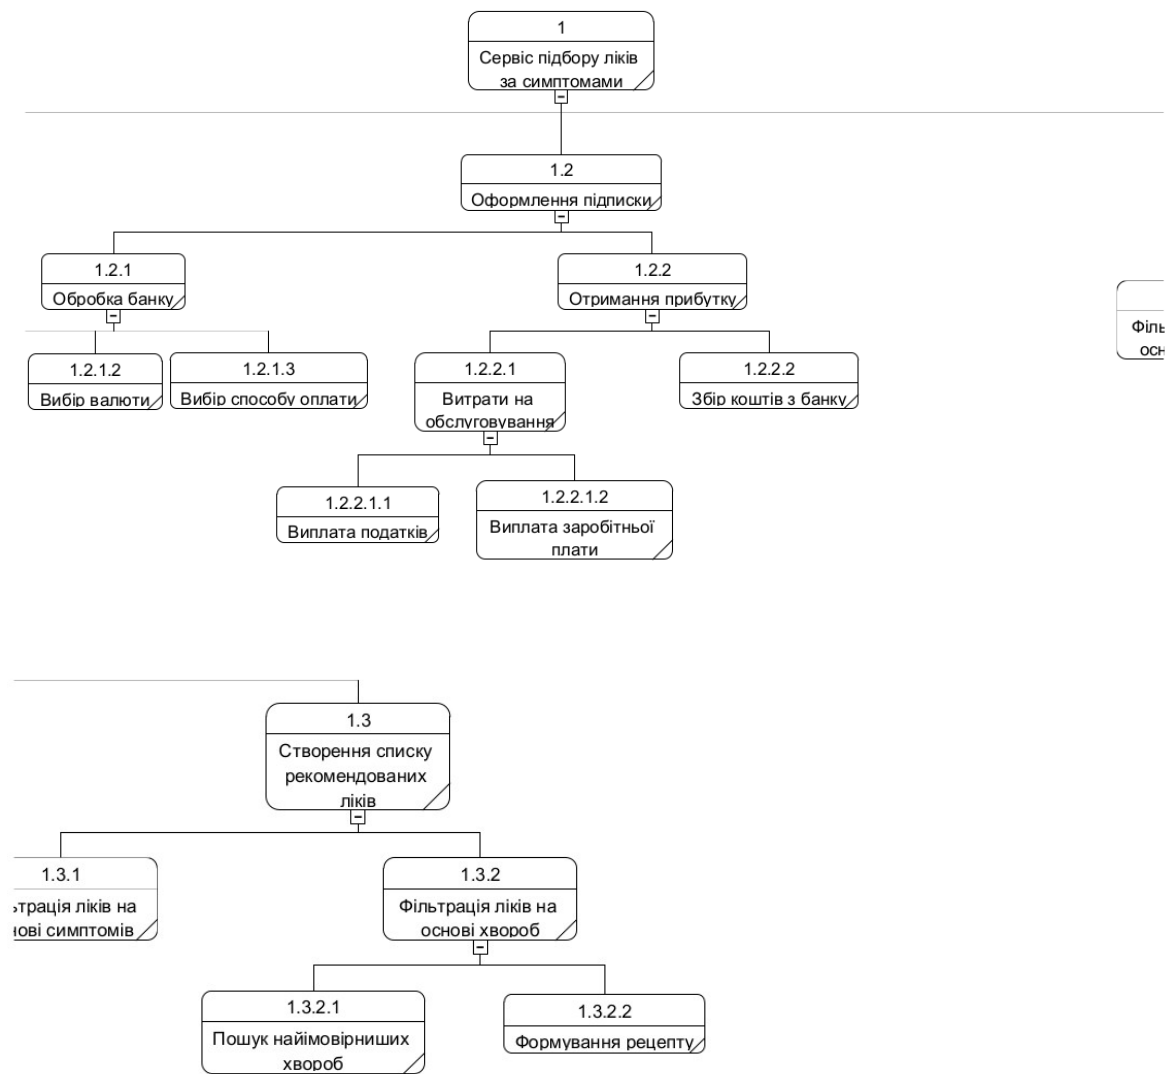 1
Сервіс підбору ліків
за симптомами
1.2
Оформлення підписки
1.2.1
Обробка банку
1.2.2
Отримання прибутку
1.2.1.2
Вибір валюти
1.2.1.3
Вибір способу оплати
1.2.2.1
Витрати на
обслуговування
1.2.2.2
Збір коштів з банку
1.2.2.1.1
Виплата податків
1.2.2.1.2
Виплата заробітньої
плати
1.3
Створення списку
рекомендованих
ліків
1.3.1
ліків на
симптомів
1.3.2
Фільтрація ліків на
основі хвороб
1.3.2.1
Пошук найімовірниших
хвороб
1.3.2.2
Формування рецепту